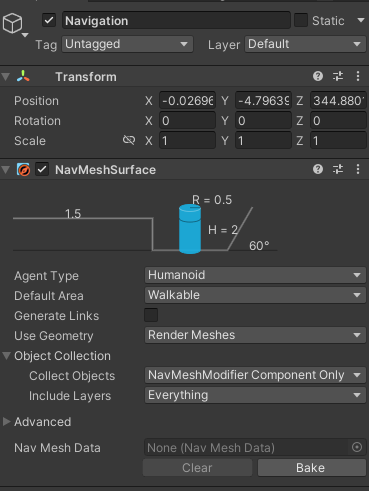 Navigation Static
Tag Untagged Layer Default
Transform
Position X -0.02696 Y -4.79639 Z 344.880
Rotation X 0 Y 0 Z 0
Scale X 1 Y 1 Z 1
NavMeshSurface
R = 0.5
1.5
H = 2
60°
Agent Type Humanoid
Default Area Walkable
Generate Links
Use Geometry Render Meshes
Object Collection
Collect Objects NavMeshModifier Component Only
Include Layers Everything
Advanced
Nav Mesh Data None (Nav Mesh Data)
Clear Bake